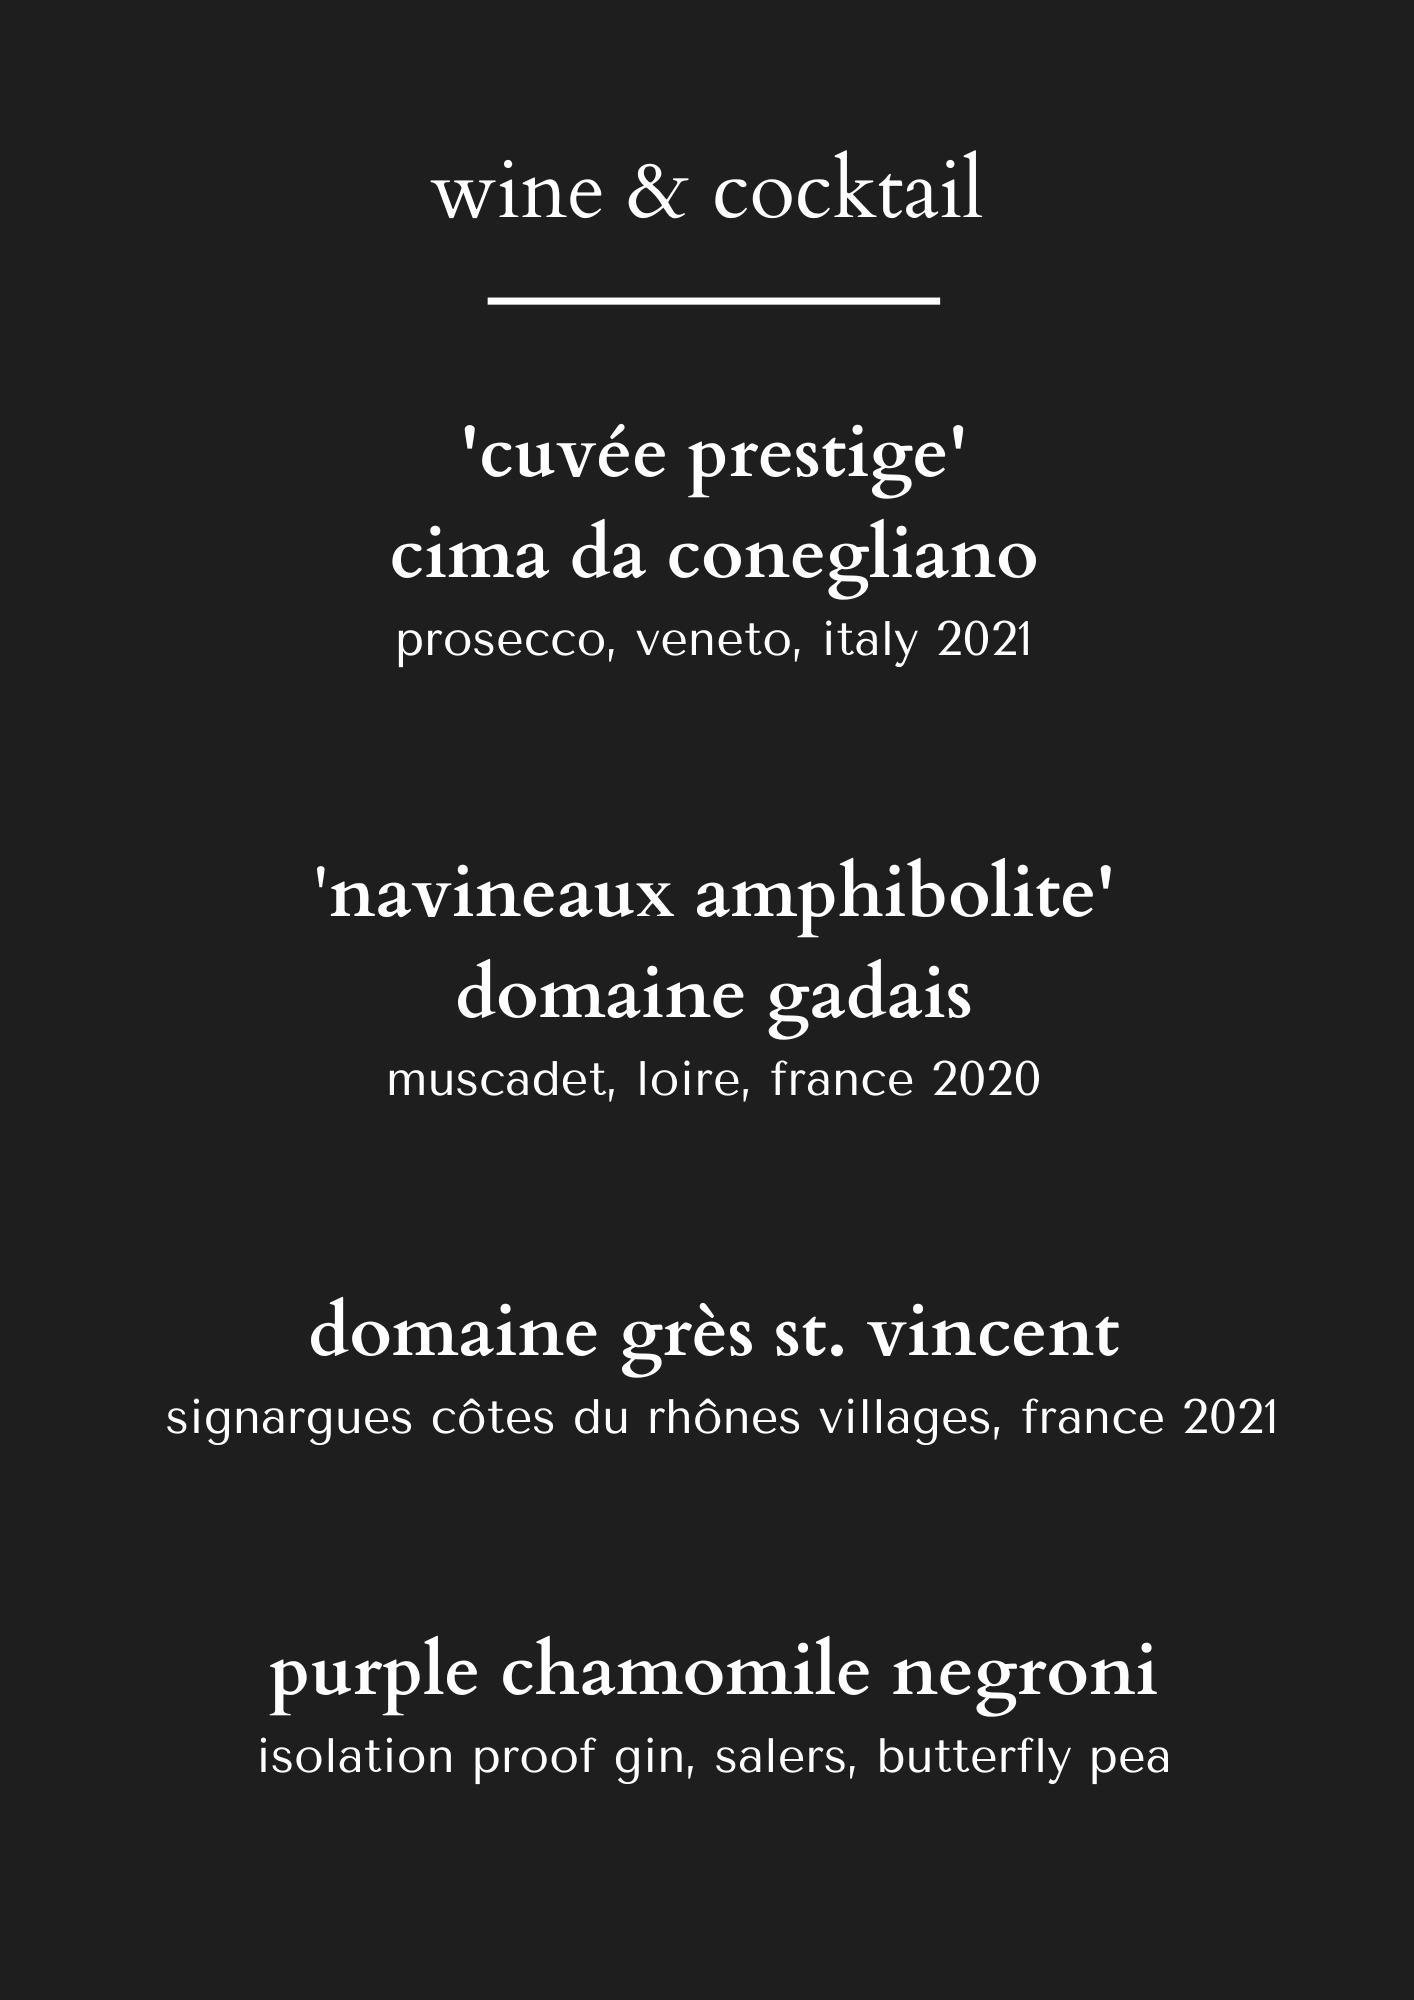 wine & cocktail
'cuvée prestige'
cima da conegliano
prosecco, veneto, italy 2021
'navineaux amphibolite'
domaine gadais
muscadet, loire, france 2020
domaine grès st. vincent
signargues côtes du rhônes villages, france 2021
purple chamomile negroni
isolation proof gin, salers, butterfly pea